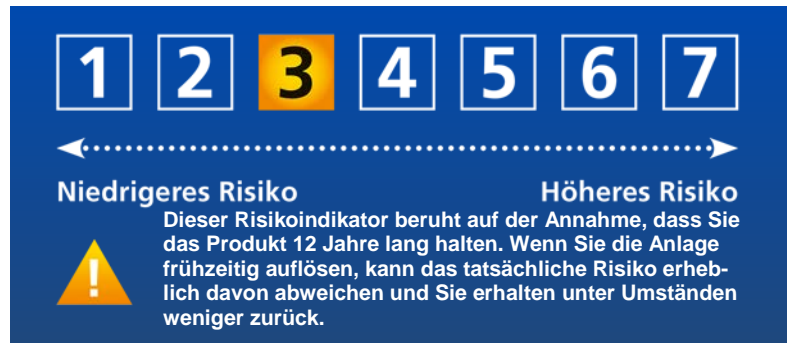 1 2 3 4 5 6 7
Niedrigeres Risiko Höheres Risiko
Dieser Risikoindikator beruht auf der Annahme, dass Sie
das Produkt 12 Jahre lang halten. Wenn Sie die Anlage
frühzeitig auflösen, kann das tatsächliche Risiko erheb-
lich davon abweichen und Sie erhalten unter Umständen
weniger zurück.